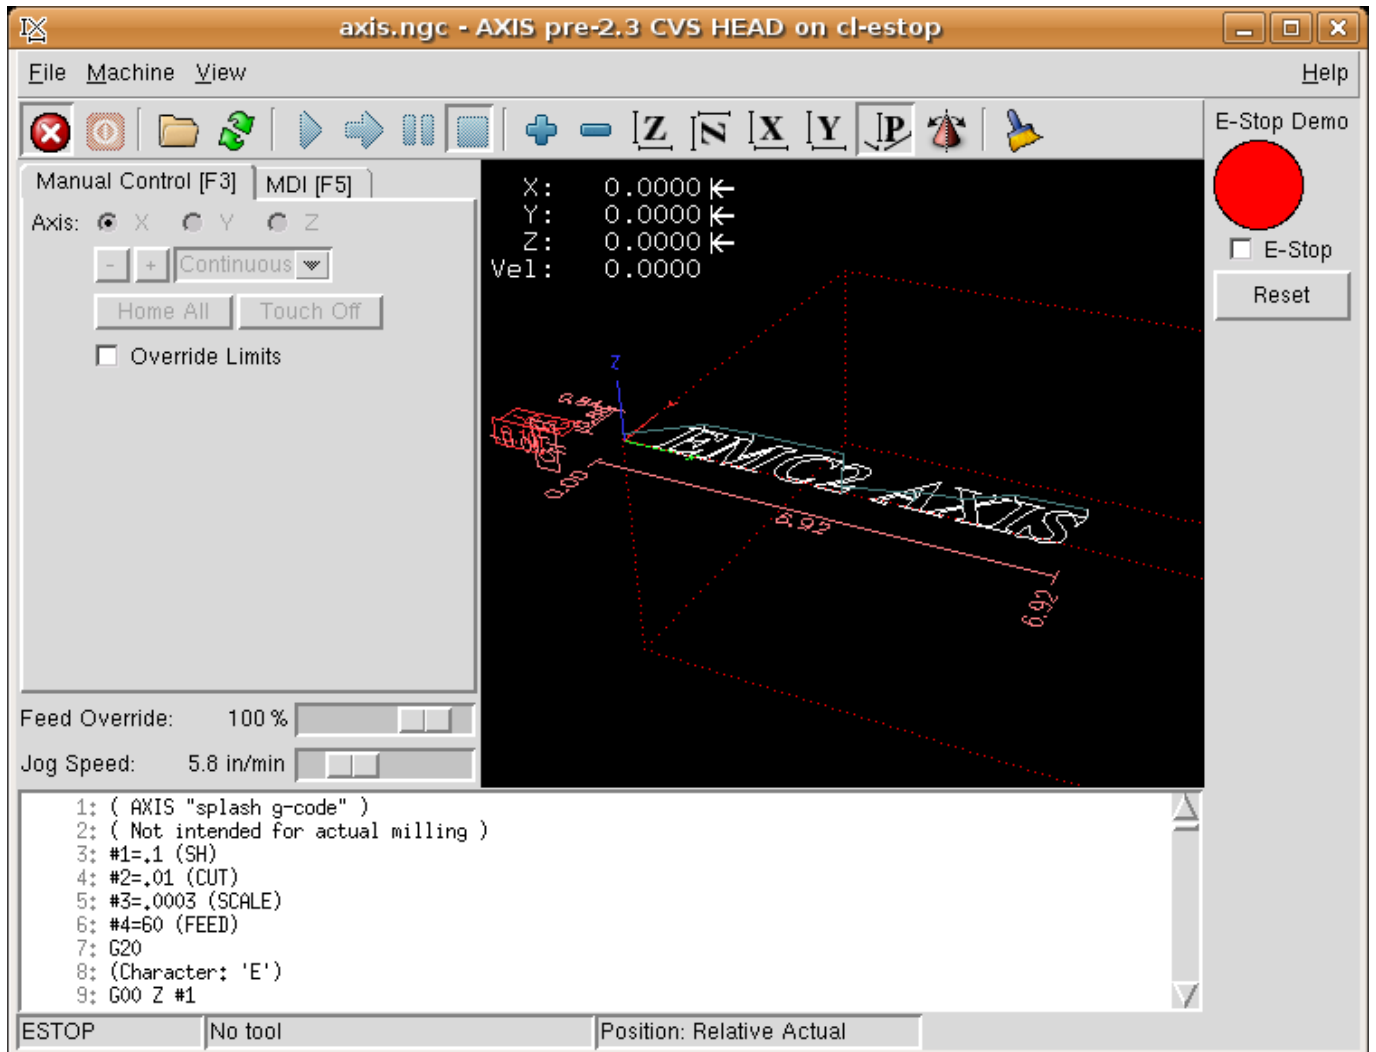 axis.ngc - AXIS pre-2.3 CVS HEAD on cl-estop
File Machine View Help
Z N X Y P
E-Stop Demo
E-Stop
Reset
Manual Control [F3] MDI [F5]
Axis: X Y Z
- + Continuous
Home All Touch Off
Override Limits
X: 0.0000
Y: 0.0000
Z: 0.0000
Vel: 0.0000
Z
0.00
EMC2 AXIS
6.92
6.92
Feed Override: 100 %
Jog Speed: 5.8 in/min
1: ( AXIS "splash g-code" )
2: ( Not intended for actual milling )
3: #1=.1 (SH)
4: #2=.01 (CUT)
5: #3=.0003 (SCALE)
6: #4=60 (FEED)
7: G20
8: (Character: 'E')
9: G00 Z #1
ESTOP No tool Position: Relative Actual